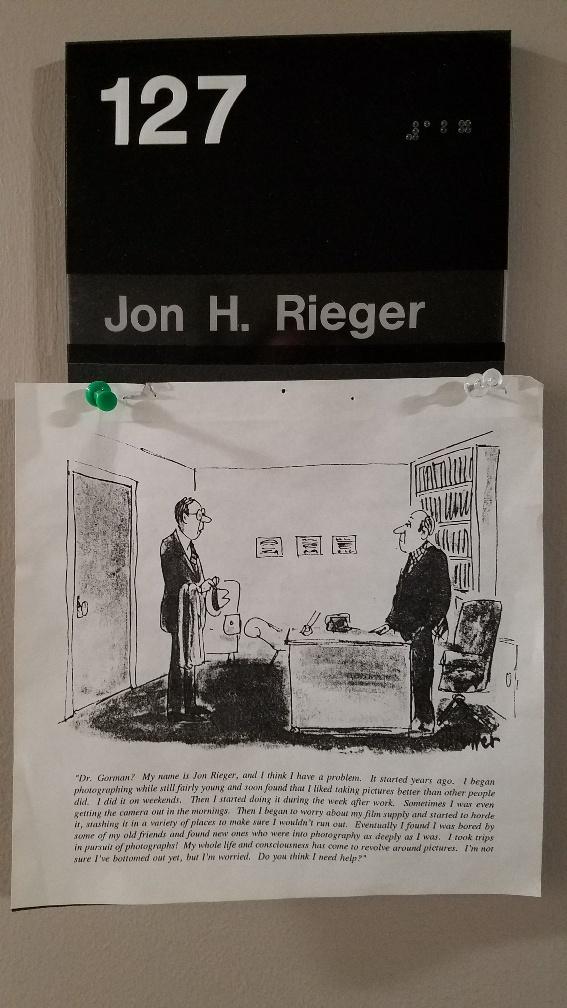 127
Jon H. Rieger
"Dr. Gorman? My name is Jon Rieger, and I think I have a problem. It started years ago. I began
photographing while still fairly young and soon found that I liked taking pictures better than other people
did. I did it on weekends. Then I started doing it during the week after work. Sometimes I was even
getting the camera out in the mornings. Then I began to worry about my film supply and started to horde
it, stashing it in a variety of places to make sure I wouldn't run out. Eventually I found I was bored by
some of my old friends and found new ones who were into photography as deeply as I was. I took trips
in pursuit of photographs! My whole life and consciousness has come to revolve around pictures. I'm not
sure I've bottomed out yet, but I'm worried. Do you think I need help?"